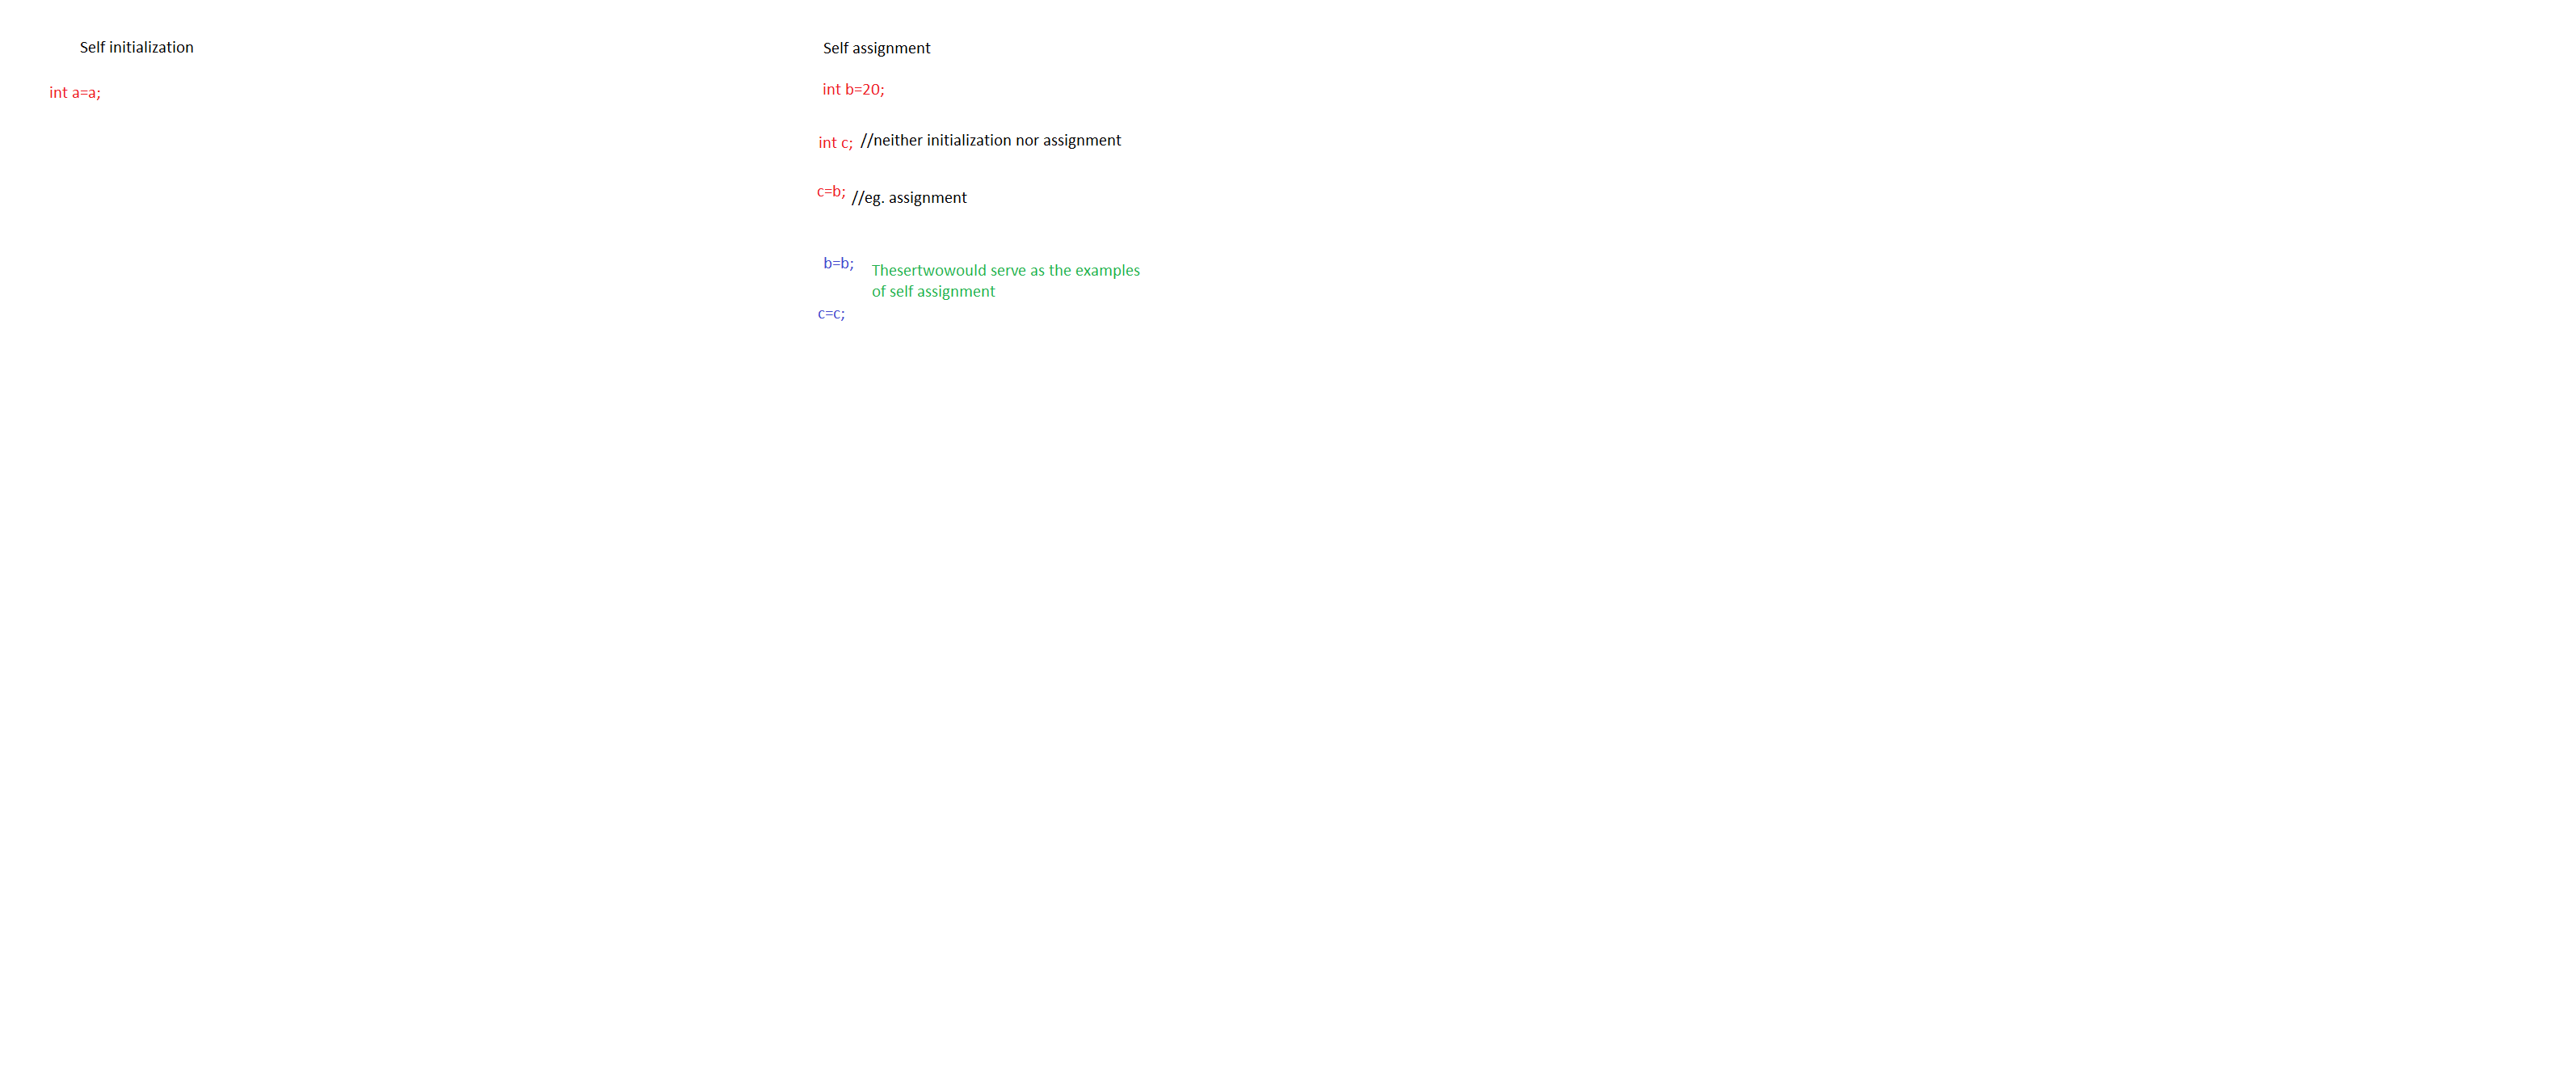 Self initialization
int a=a;
Self assignment
int b=20;
int c; //neither initialization nor assignment
c=b; //eg. assignment
b=b;
Thesertwowould serve as the examples
of self assignment
c=c;